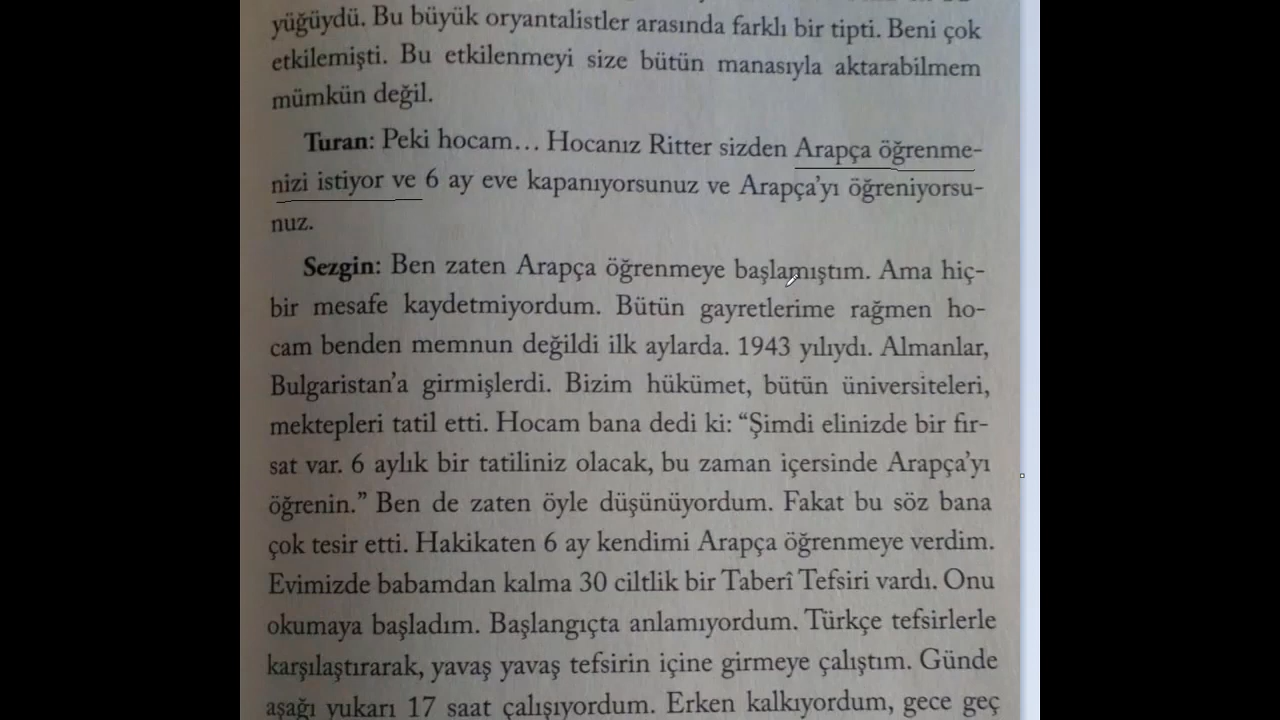 yüğüydü. Bu büyük oryantalistler arasında farklı bir tipti. Beni çok
etkilemişti. Bu etkilenmeyi size bütün manasıyla aktarabilmem
mümkün değil.
Turan: Peki hocam... Hocanız Ritter sizden Arapça öğrenme-
nizi istiyor ve 6 ay eve kapanıyorsunuz ve Arapça'yı öğreniyorsu-
nuz.
Sezgin: Ben zaten Arapça öğrenmeye başlamıştım. Ama hiç-
bir mesafe kaydetmiyordum. Bütün gayretlerime rağmen ho-
cam benden memnun değildi ilk aylarda. 1943 yılıydı. Almanlar,
Bulgaristan'a girmişlerdi. Bizim hükümet, bütün üniversiteleri,
mektepleri tatil etti. Hocam bana dedi ki: “Şimdi elinizde bir fır-
sat var. 6 aylık bir tatiliniz olacak, bu zaman içersinde Arapça'yı
öğrenin.” Ben de zaten öyle düşünüyordum. Fakat bu söz bana
çok tesir etti. Hakikaten 6 ay kendimi Arapça öğrenmeye verdim.
Evimizde babamdan kalma 30 ciltlik bir Taberî Tefsiri vardı. Onu
okumaya başladım. Başlangıçta anlamıyordum. Türkçe tefsirlerle
karşılaştırarak, yavaş yavaş tefsirin içine girmeye çalıştım. Günde
aşağı yukarı 17 saat çalışıyordum. Erken kalkıyordum, gece geç